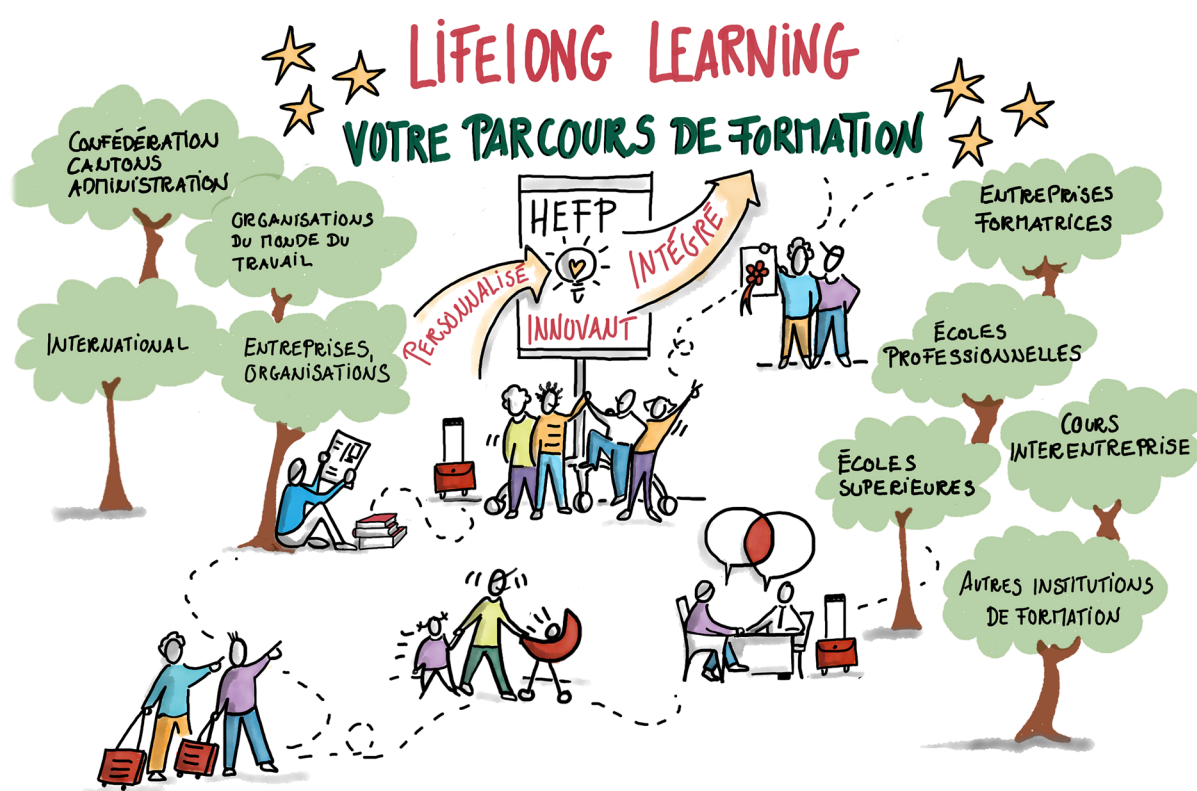 LIFELONG LEARNING
VOTRE PARCOURS DE FORMATION
CONFÉDÉRATION
CANTONS
ADMINISTRATION
ORGANISATIONS
DU MONDE DU
TRAVAIL
INTERNATIONAL
ENTREPRISES,
ORGANISATIONS
PERSONNALISÉ
HEFP
INNOVANT
INTÉGRÉ
ENTREPRISES
FORMATRICES
ÉCOLES
PROFESSIONNELLES
COURS
INTERENTREPRISE
ÉCOLES
SUPERIEURES
AUTRES INSTITUTIONS
DE FORMATION